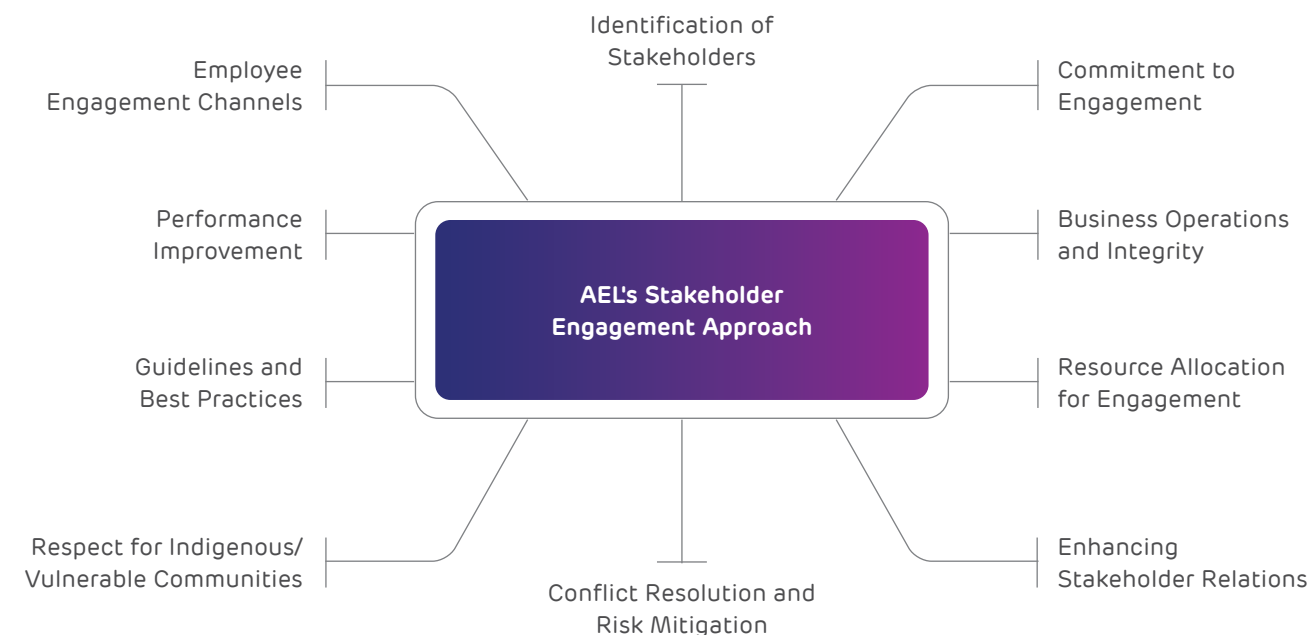 Identification of
Stakeholders
Employee
Engagement Channels
Commitment to
Engagement
Performance
Improvement
Business Operations
and Integrity
AEL's Stakeholder
Engagement Approach
Guidelines and
Best Practices
Resource Allocation
for Engagement
Respect for Indigenous/
Vulnerable Communities
Enhancing
Stakeholder Relations
Conflict Resolution and
Risk Mitigation